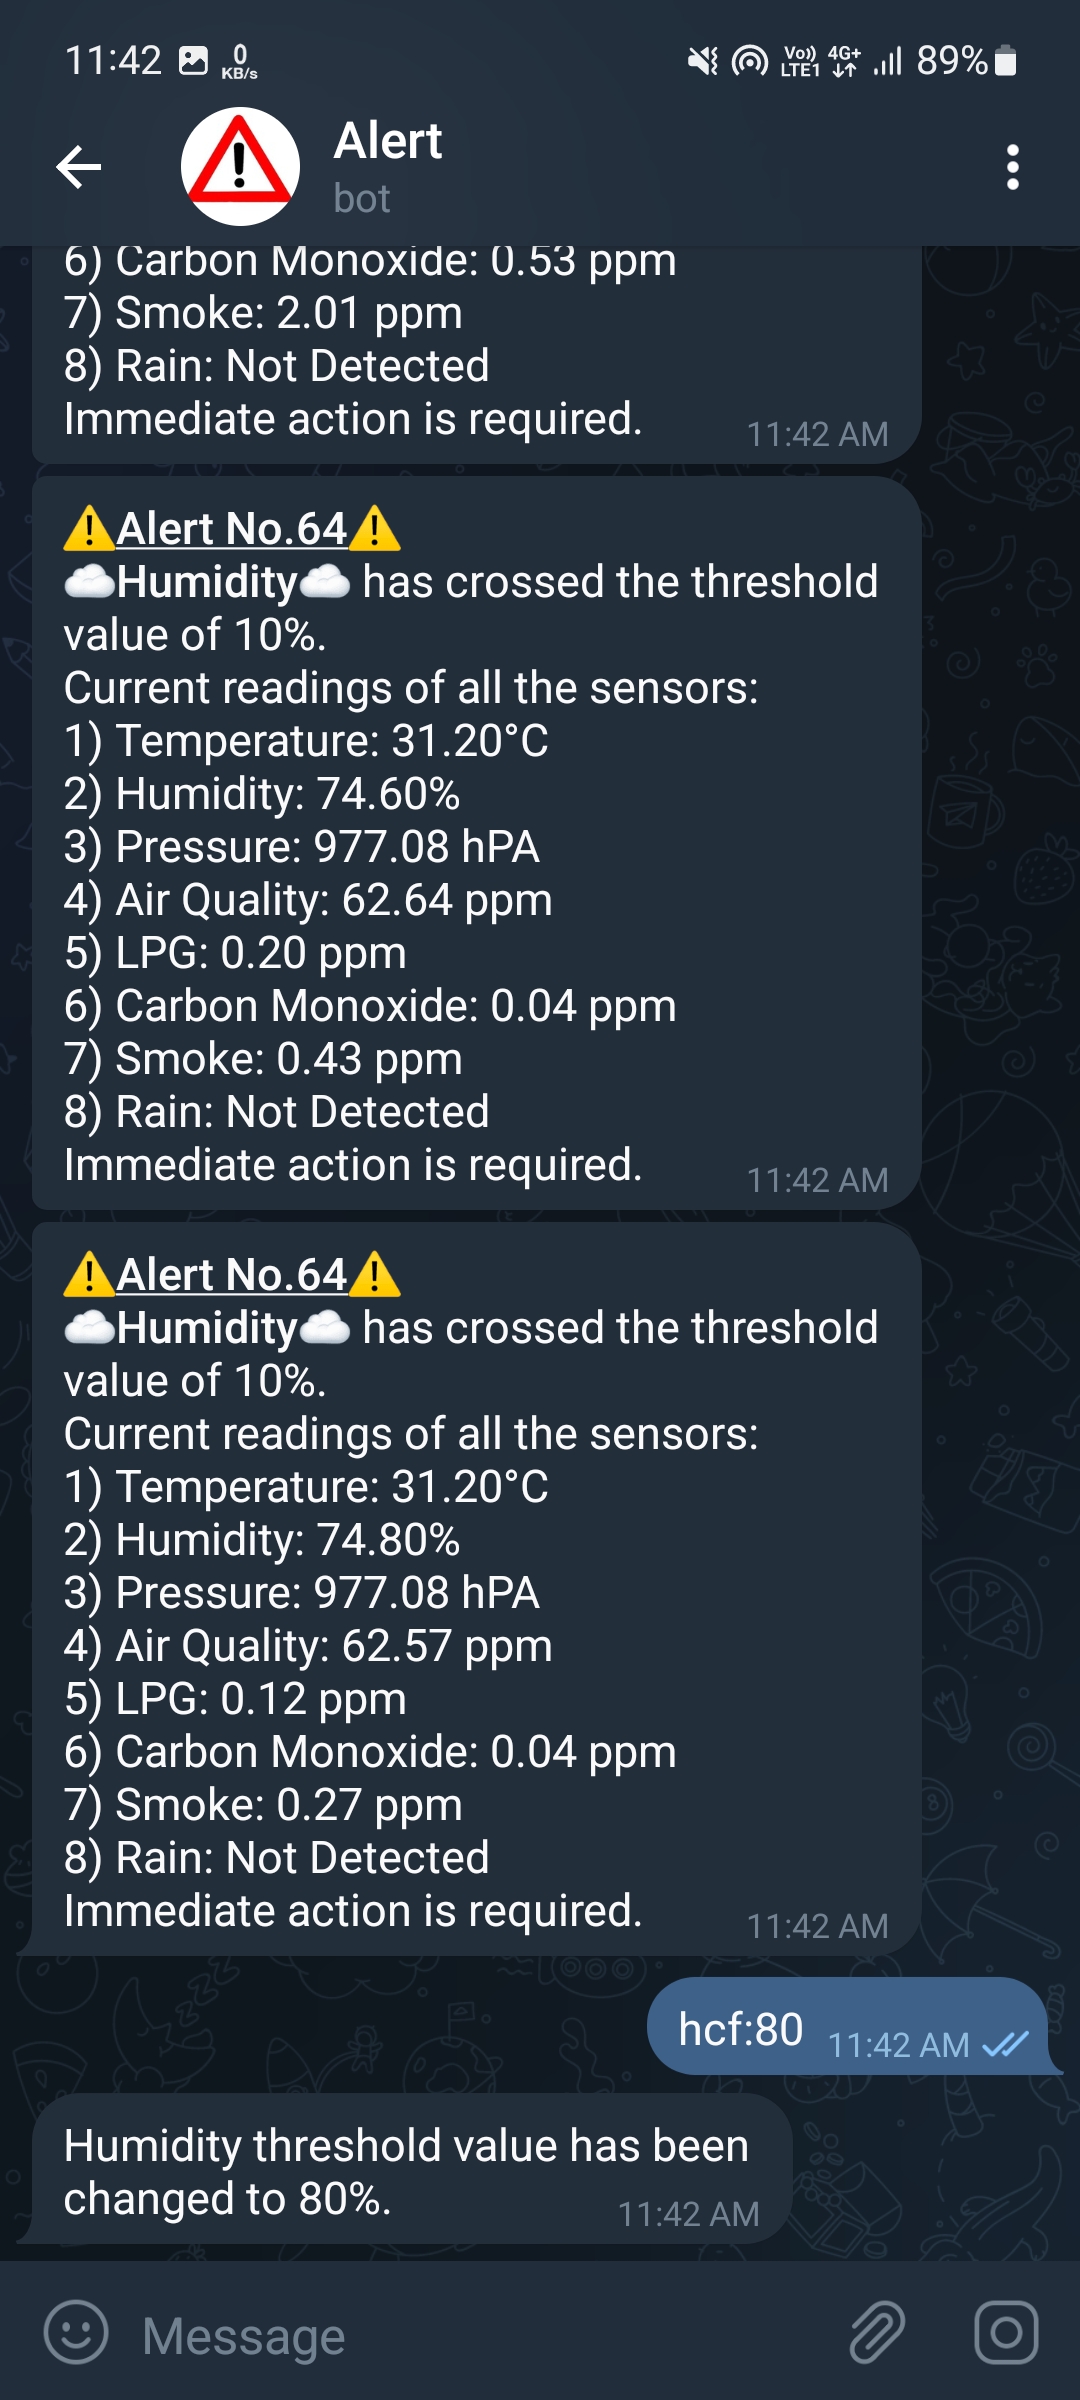 11:42 0 KB/s Vo)) LTE1 4G+ 89%
Alert
bot
6) Carbon Monoxide: 0.53 ppm
7) Smoke: 2.01 ppm
8) Rain: Not Detected
Immediate action is required. 11:42 AM
⚠️Alert No.64⚠️
☁️Humidity☁️ has crossed the threshold
value of 10%.
Current readings of all the sensors:
1) Temperature: 31.20°C
2) Humidity: 74.60%
3) Pressure: 977.08 hPA
4) Air Quality: 62.64 ppm
5) LPG: 0.20 ppm
6) Carbon Monoxide: 0.04 ppm
7) Smoke: 0.43 ppm
8) Rain: Not Detected
Immediate action is required. 11:42 AM
⚠️Alert No.64⚠️
☁️Humidity☁️ has crossed the threshold
value of 10%.
Current readings of all the sensors:
1) Temperature: 31.20°C
2) Humidity: 74.80%
3) Pressure: 977.08 hPA
4) Air Quality: 62.57 ppm
5) LPG: 0.12 ppm
6) Carbon Monoxide: 0.04 ppm
7) Smoke: 0.27 ppm
8) Rain: Not Detected
Immediate action is required. 11:42 AM
hcf:80 11:42 AM
Humidity threshold value has been
changed to 80%. 11:42 AM
Message